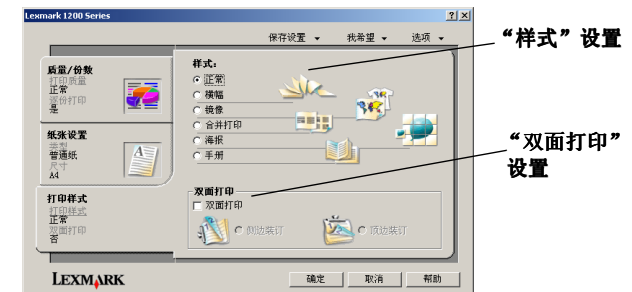 Lexmark 1200 Series
保存设置
我希望
选项
质量/份数
打印质量
正常
逐份打印
是
纸张设置
类型
普通纸
尺寸
A4
打印样式
打印样式
正常
双面打印
否
样式:
正常
横幅
镜像
合并打印
海报
手册
双面打印
双面打印
侧边装订
顶边装订
LEXMARK
确定
取消
帮助
“样式”设置
“双面打印”
设置